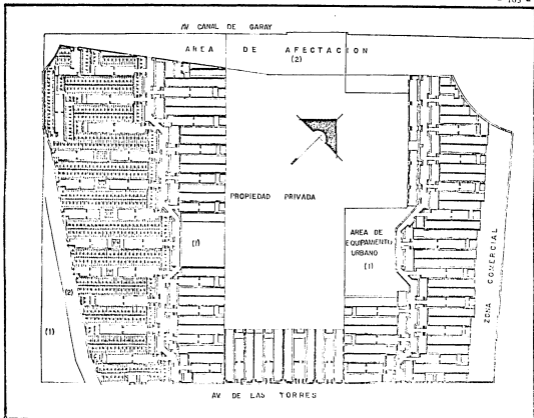 - 163 -
AV CANAL DE GARAY
AREA DE AFECTACION
(2)
PROPIEDAD PRIVADA
(1)
AREA DE
EQUIPAMIENTO
URBANO
(1)
ZONA COMERCIAL
(2)
(1)
AV DE LAS TORRES